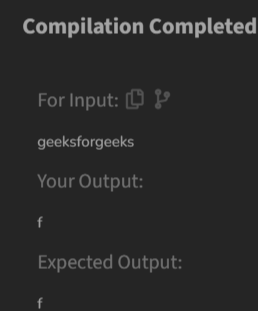 Compilation Completed
For Input:
geeksforgeeks
Your Output:
f
Expected Output:
f